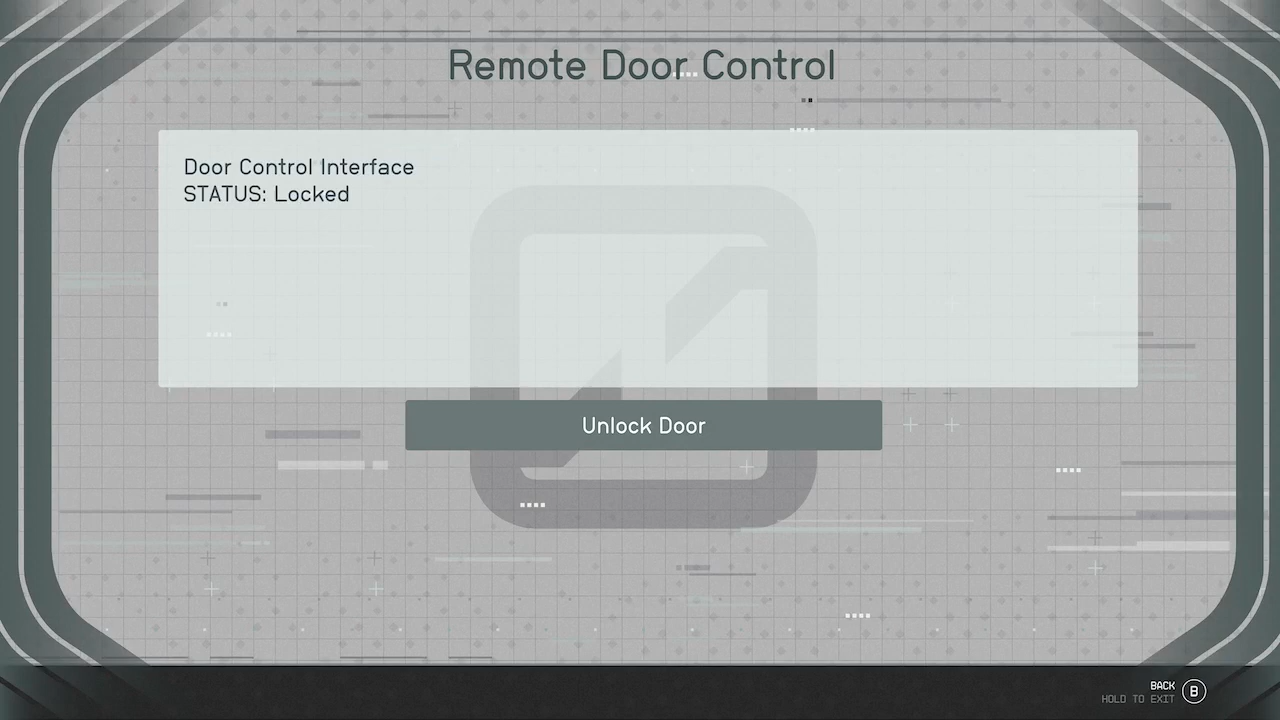 Remote Door Control
Door Control Interface
STATUS: Locked
Unlock Door
BACK
HOLD TO EXIT
B